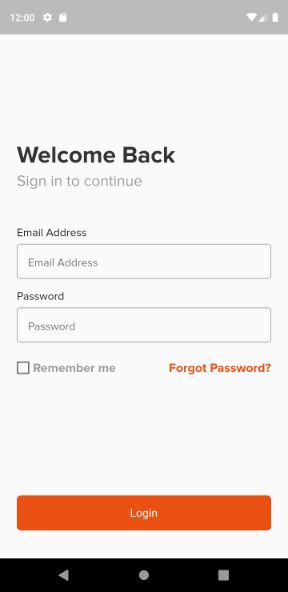 12:00
Welcome Back
Sign in to continue
Email Address
Email Address
Password
Password
Remember me Forgot Password?
Login